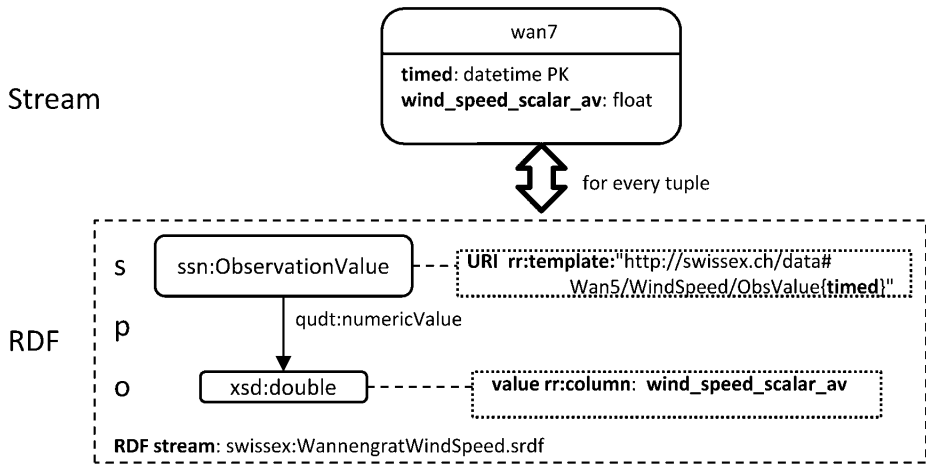 wan7
timed: datetime PK
wind_speed_scalar_av: float
Stream
for every tuple
s
ssn:ObservationValue
URI rr:template:"http://swissex.ch/data#
Wan5/WindSpeed/ObsValue{timed}"
p
qudt:numericValue
RDF
o
xsd:double
value rr:column: wind_speed_scalar_av
RDF stream: swissex:WannengratWindSpeed.srdf